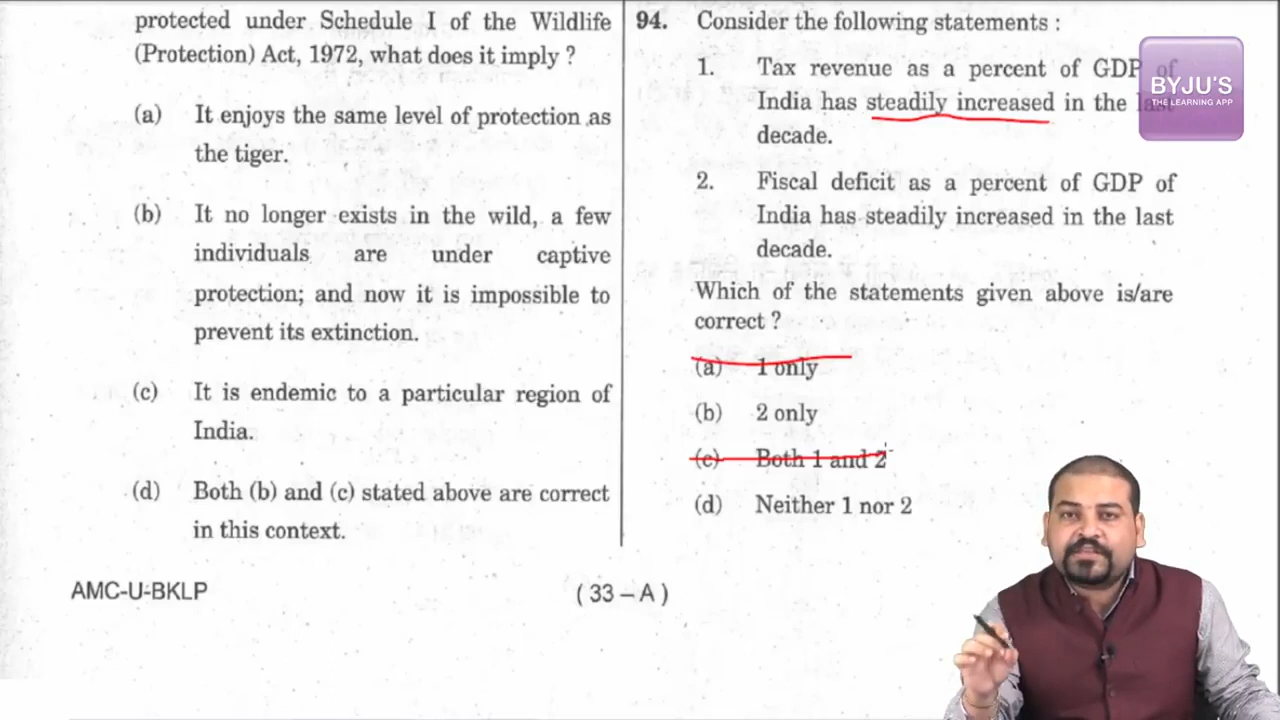 protected under Schedule I of the Wildlife
(Protection) Act, 1972, what does it imply ?
(a) It enjoys the same level of protection as
the tiger.
(b) It no longer exists in the wild, a few
individuals are under captive
protection; and now it is impossible to
prevent its extinction.
(c) It is endemic to a particular region of
India.
(d) Both (b) and (c) stated above are correct
in this context.
AMC-U-BKLP
( 33 – A )
94. Consider the following statements :
1. Tax revenue as a percent of GDP of
India has steadily increased in the last
decade.
2. Fiscal deficit as a percent of GDP of
India has steadily increased in the last
decade.
Which of the statements given above is/are
correct ?
(a) 1 only
(b) 2 only
(c) Both 1 and 2
(d) Neither 1 nor 2
BYJU'S
THE LEARNING APP